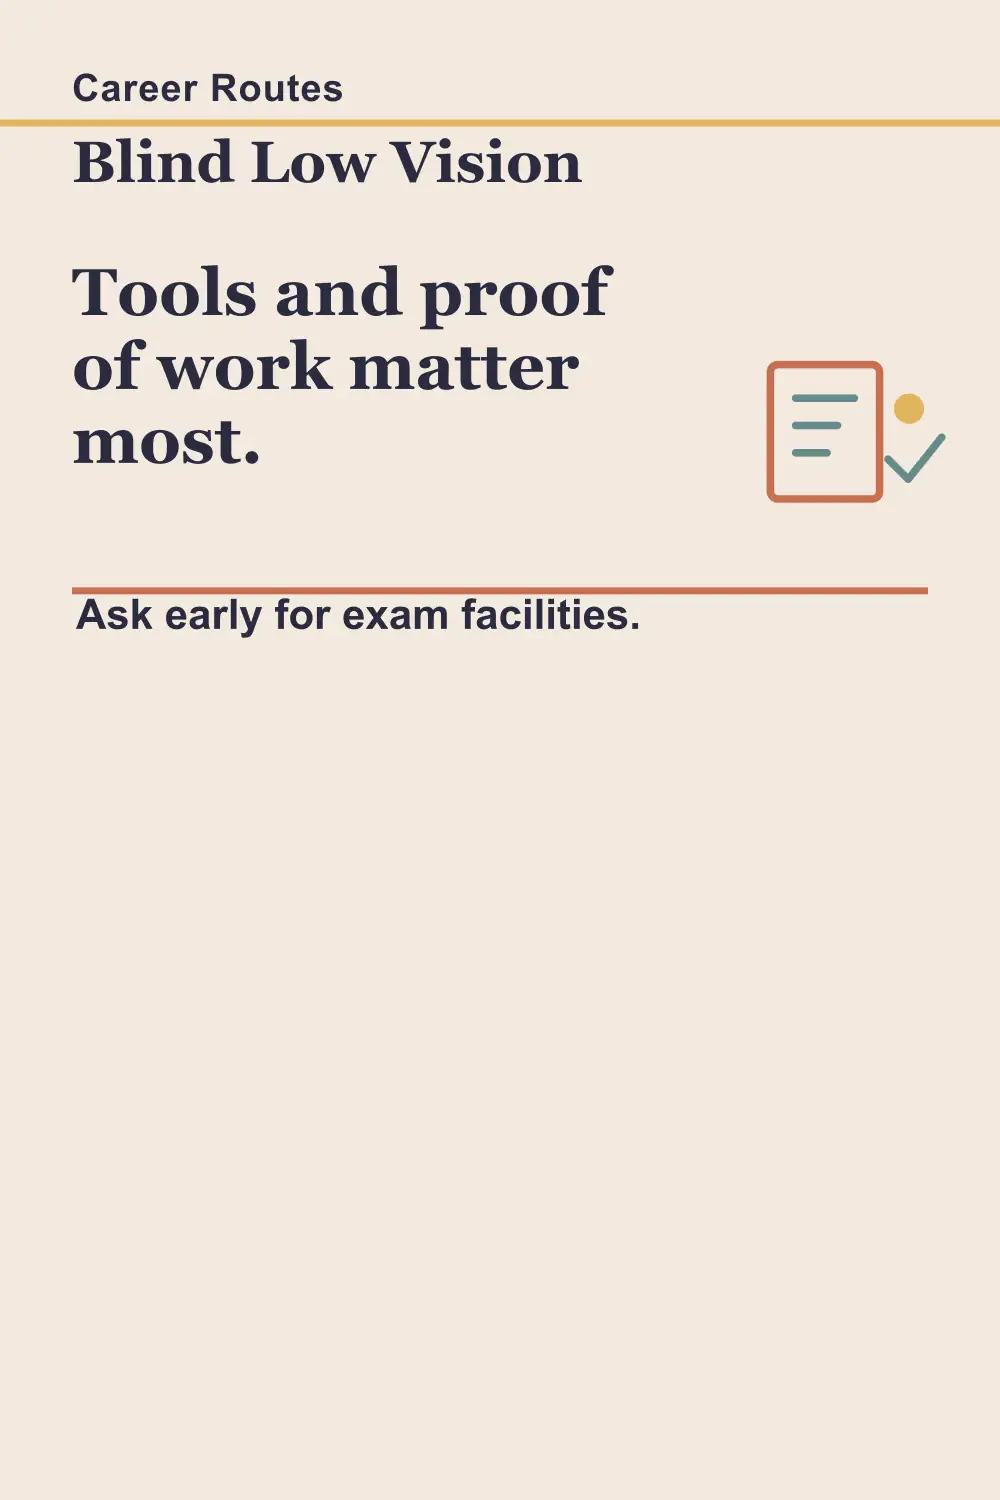 Career Routes
Blind Low Vision
Tools and proof
of work matter
most.
Ask early for exam facilities.